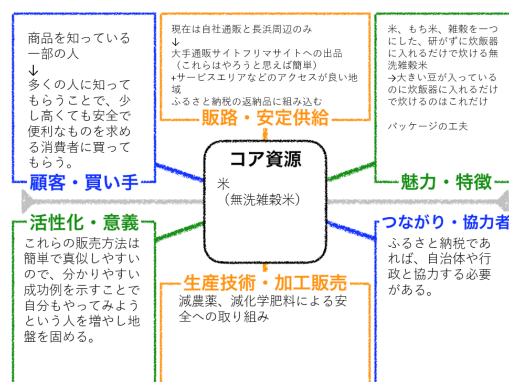 商品を知っている
一部の人
↓
多くの人に知って
もらうことで、少
し高くても安全で
便利なものを求め
る消費者に買って
もらう。
顧客・買い手
現在は自社通販と長浜周辺のみ
↓
大手通販サイトフリマサイトへの出品
（これらはやろうと思えば簡単）
+サービスエリアなどのアクセスが良い地
域
ふるさと納税の返納品に組み込む
販路・安定供給
米、もち米、雑穀を一つ
にした、研がずに炊飯器
に入れるだけで炊ける無
洗雑穀米
→大きい豆が入っている
のに炊飯器に入れるだけ
で炊けるのはこれだけ
パッケージの工夫
魅力・特徴
コア資源
米
（無洗雑穀米）
活性化・意義
これらの販売方法は
簡単で真似しやすい
ので、分かりやすい
成功例を示すことで
自分もやってみよう
という人を増やし地
盤を固める。
生産技術・加工販売
減農薬、減化学肥料による安
全への取り組み
つながり・協力者
ふるさと納税であ
れば、自治体や行
政と協力する必要
がある。